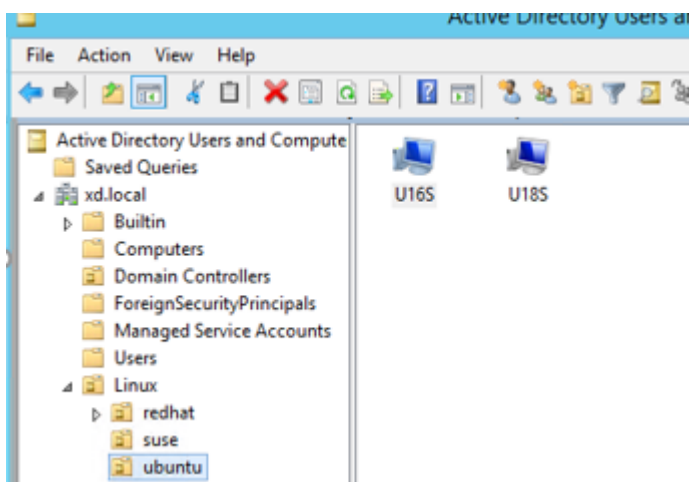 Active Directory Users a
File Action View Help
Active Directory Users and Compute
Saved Queries
xd.local
Builtin
Computers
Domain Controllers
ForeignSecurityPrincipals
Managed Service Accounts
Users
Linux
redhat
suse
ubuntu
U16S U18S